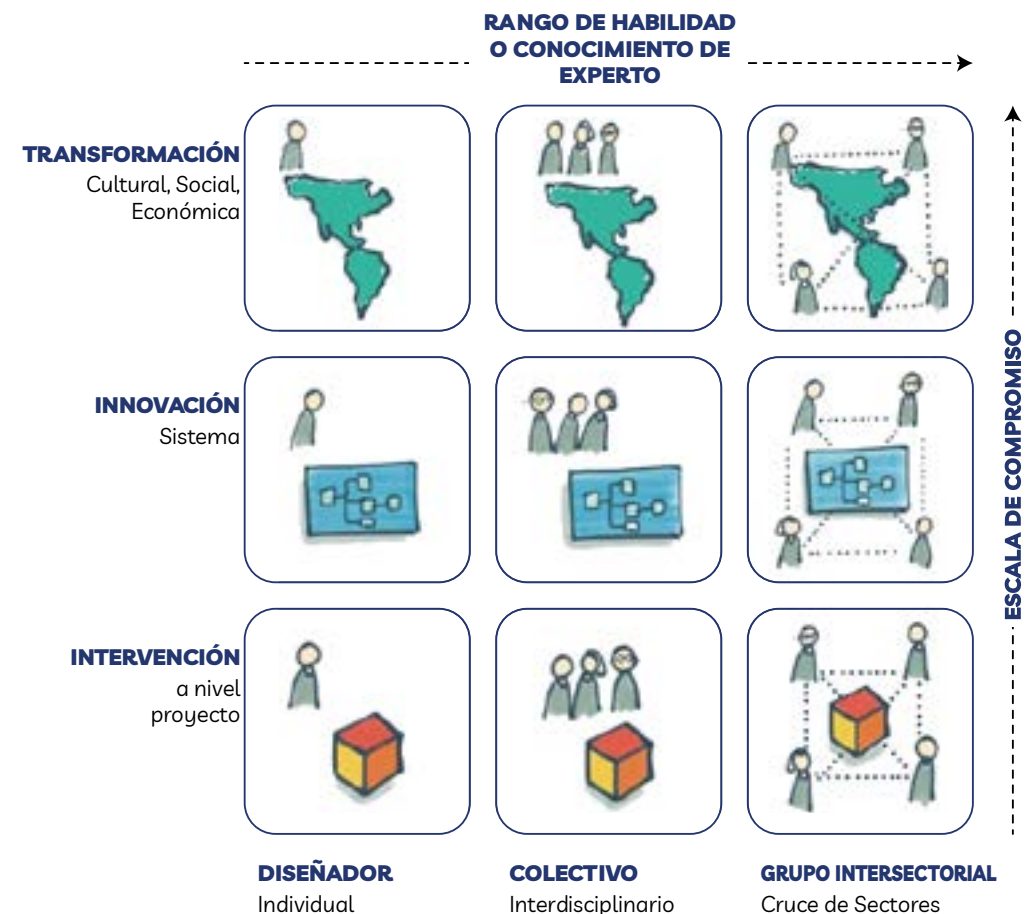 RANGO DE HABILIDAD
O CONOCIMIENTO DE
EXPERTO
TRANSFORMACIÓN
Cultural, Social,
Económica
INNOVACIÓN
Sistema
INTERVENCIÓN
a nivel
proyecto
ESCALA DE COMPROMISO
DISEÑADOR
Individual
COLECTIVO
Interdisciplinario
GRUPO INTERSECTORIAL
Cruce de Sectores